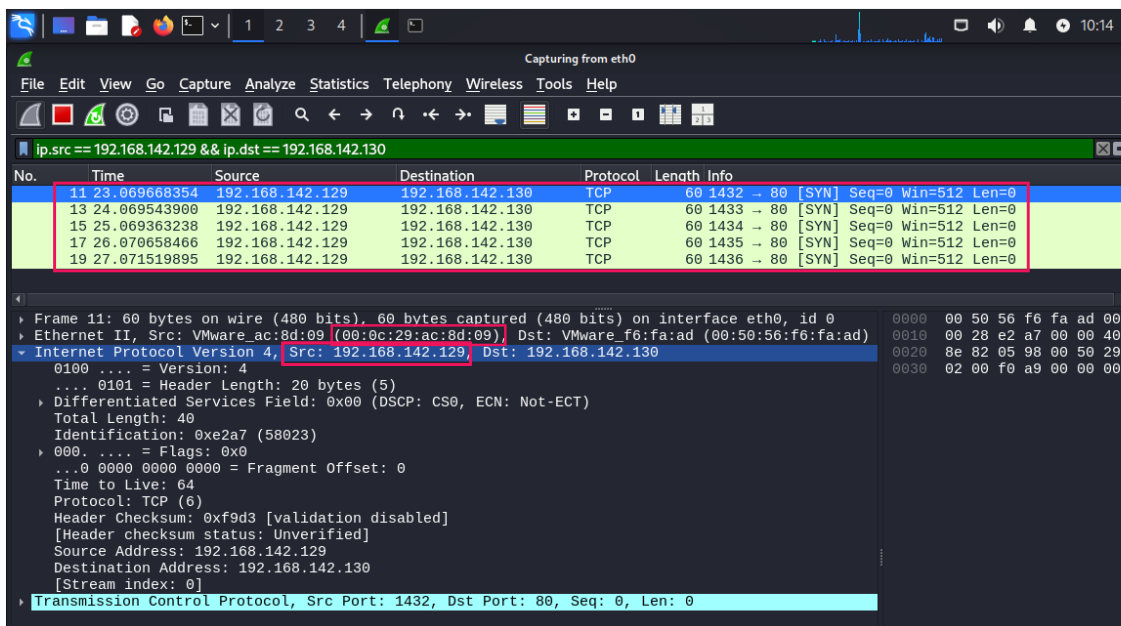 1 2 3 4 10:14
Capturing from eth0
File Edit View Go Capture Analyze Statistics Telephony Wireless Tools Help
ip.src == 192.168.142.129 && ip.dst == 192.168.142.130
No. Time Source Destination Protocol Length Info
11 23.069668354 192.168.142.129 192.168.142.130 TCP 60 1432 → 80 [SYN] Seq=0 Win=512 Len=0
13 24.069543900 192.168.142.129 192.168.142.130 TCP 60 1433 → 80 [SYN] Seq=0 Win=512 Len=0
15 25.069363238 192.168.142.129 192.168.142.130 TCP 60 1434 → 80 [SYN] Seq=0 Win=512 Len=0
17 26.070658466 192.168.142.129 192.168.142.130 TCP 60 1435 → 80 [SYN] Seq=0 Win=512 Len=0
19 27.071519895 192.168.142.129 192.168.142.130 TCP 60 1436 → 80 [SYN] Seq=0 Win=512 Len=0
Frame 11: 60 bytes on wire (480 bits), 60 bytes captured (480 bits) on interface eth0, id 0
Ethernet II, Src: VMware_ac:8d:09 (00:0c:29:ac:8d:09), Dst: VMware_f6:fa:ad (00:50:56:f6:fa:ad)
Internet Protocol Version 4, Src: 192.168.142.129, Dst: 192.168.142.130
0100 .... = Version: 4
.... 0101 = Header Length: 20 bytes (5)
Differentiated Services Field: 0x00 (DSCP: CS0, ECN: Not-ECT)
Total Length: 40
Identification: 0xe2a7 (58023)
000. .... = Flags: 0x0
...0 0000 0000 0000 = Fragment Offset: 0
Time to Live: 64
Protocol: TCP (6)
Header Checksum: 0xf9d3 [validation disabled]
[Header checksum status: Unverified]
Source Address: 192.168.142.129
Destination Address: 192.168.142.130
[Stream index: 0]
Transmission Control Protocol, Src Port: 1432, Dst Port: 80, Seq: 0, Len: 0
0000 00 50 56 f6 fa ad 00
0010 00 28 e2 a7 00 00 40
0020 8e 82 05 98 00 50 29
0030 02 00 f0 a9 00 00 00